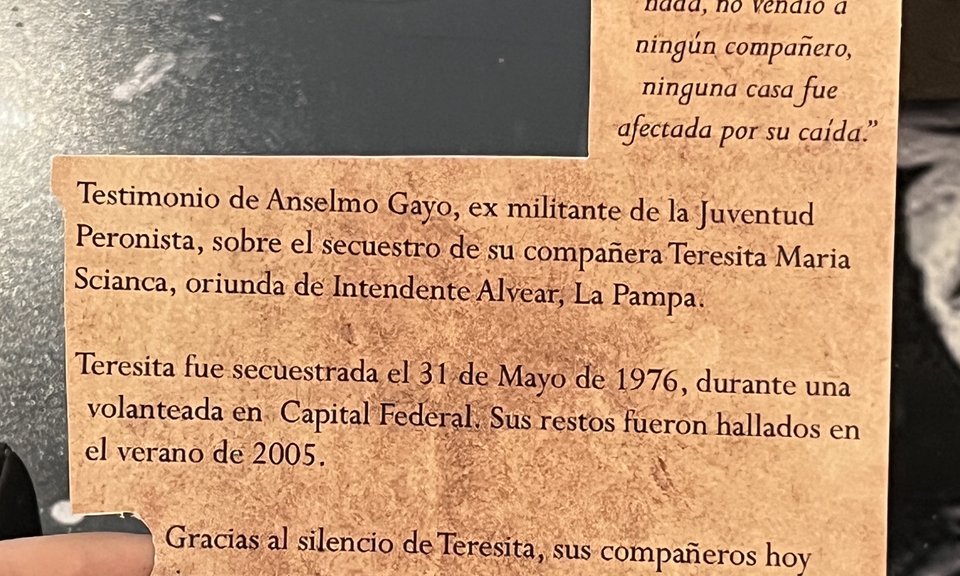 nada, no vendió a
ningún compañero,
ninguna casa fue
afectada por su caída.”
Testimonio de Anselmo Gayo, ex militante de la Juventud
Peronista, sobre el secuestro de su compañera Teresita Maria
Scianca, oriunda de Intendente Alvear, La Pampa.
Teresita fue secuestrada el 31 de Mayo de 1976, durante una
volanteada en Capital Federal. Sus restos fueron hallados en
el verano de 2005.
Gracias al silencio de Teresita, sus compañeros hoy